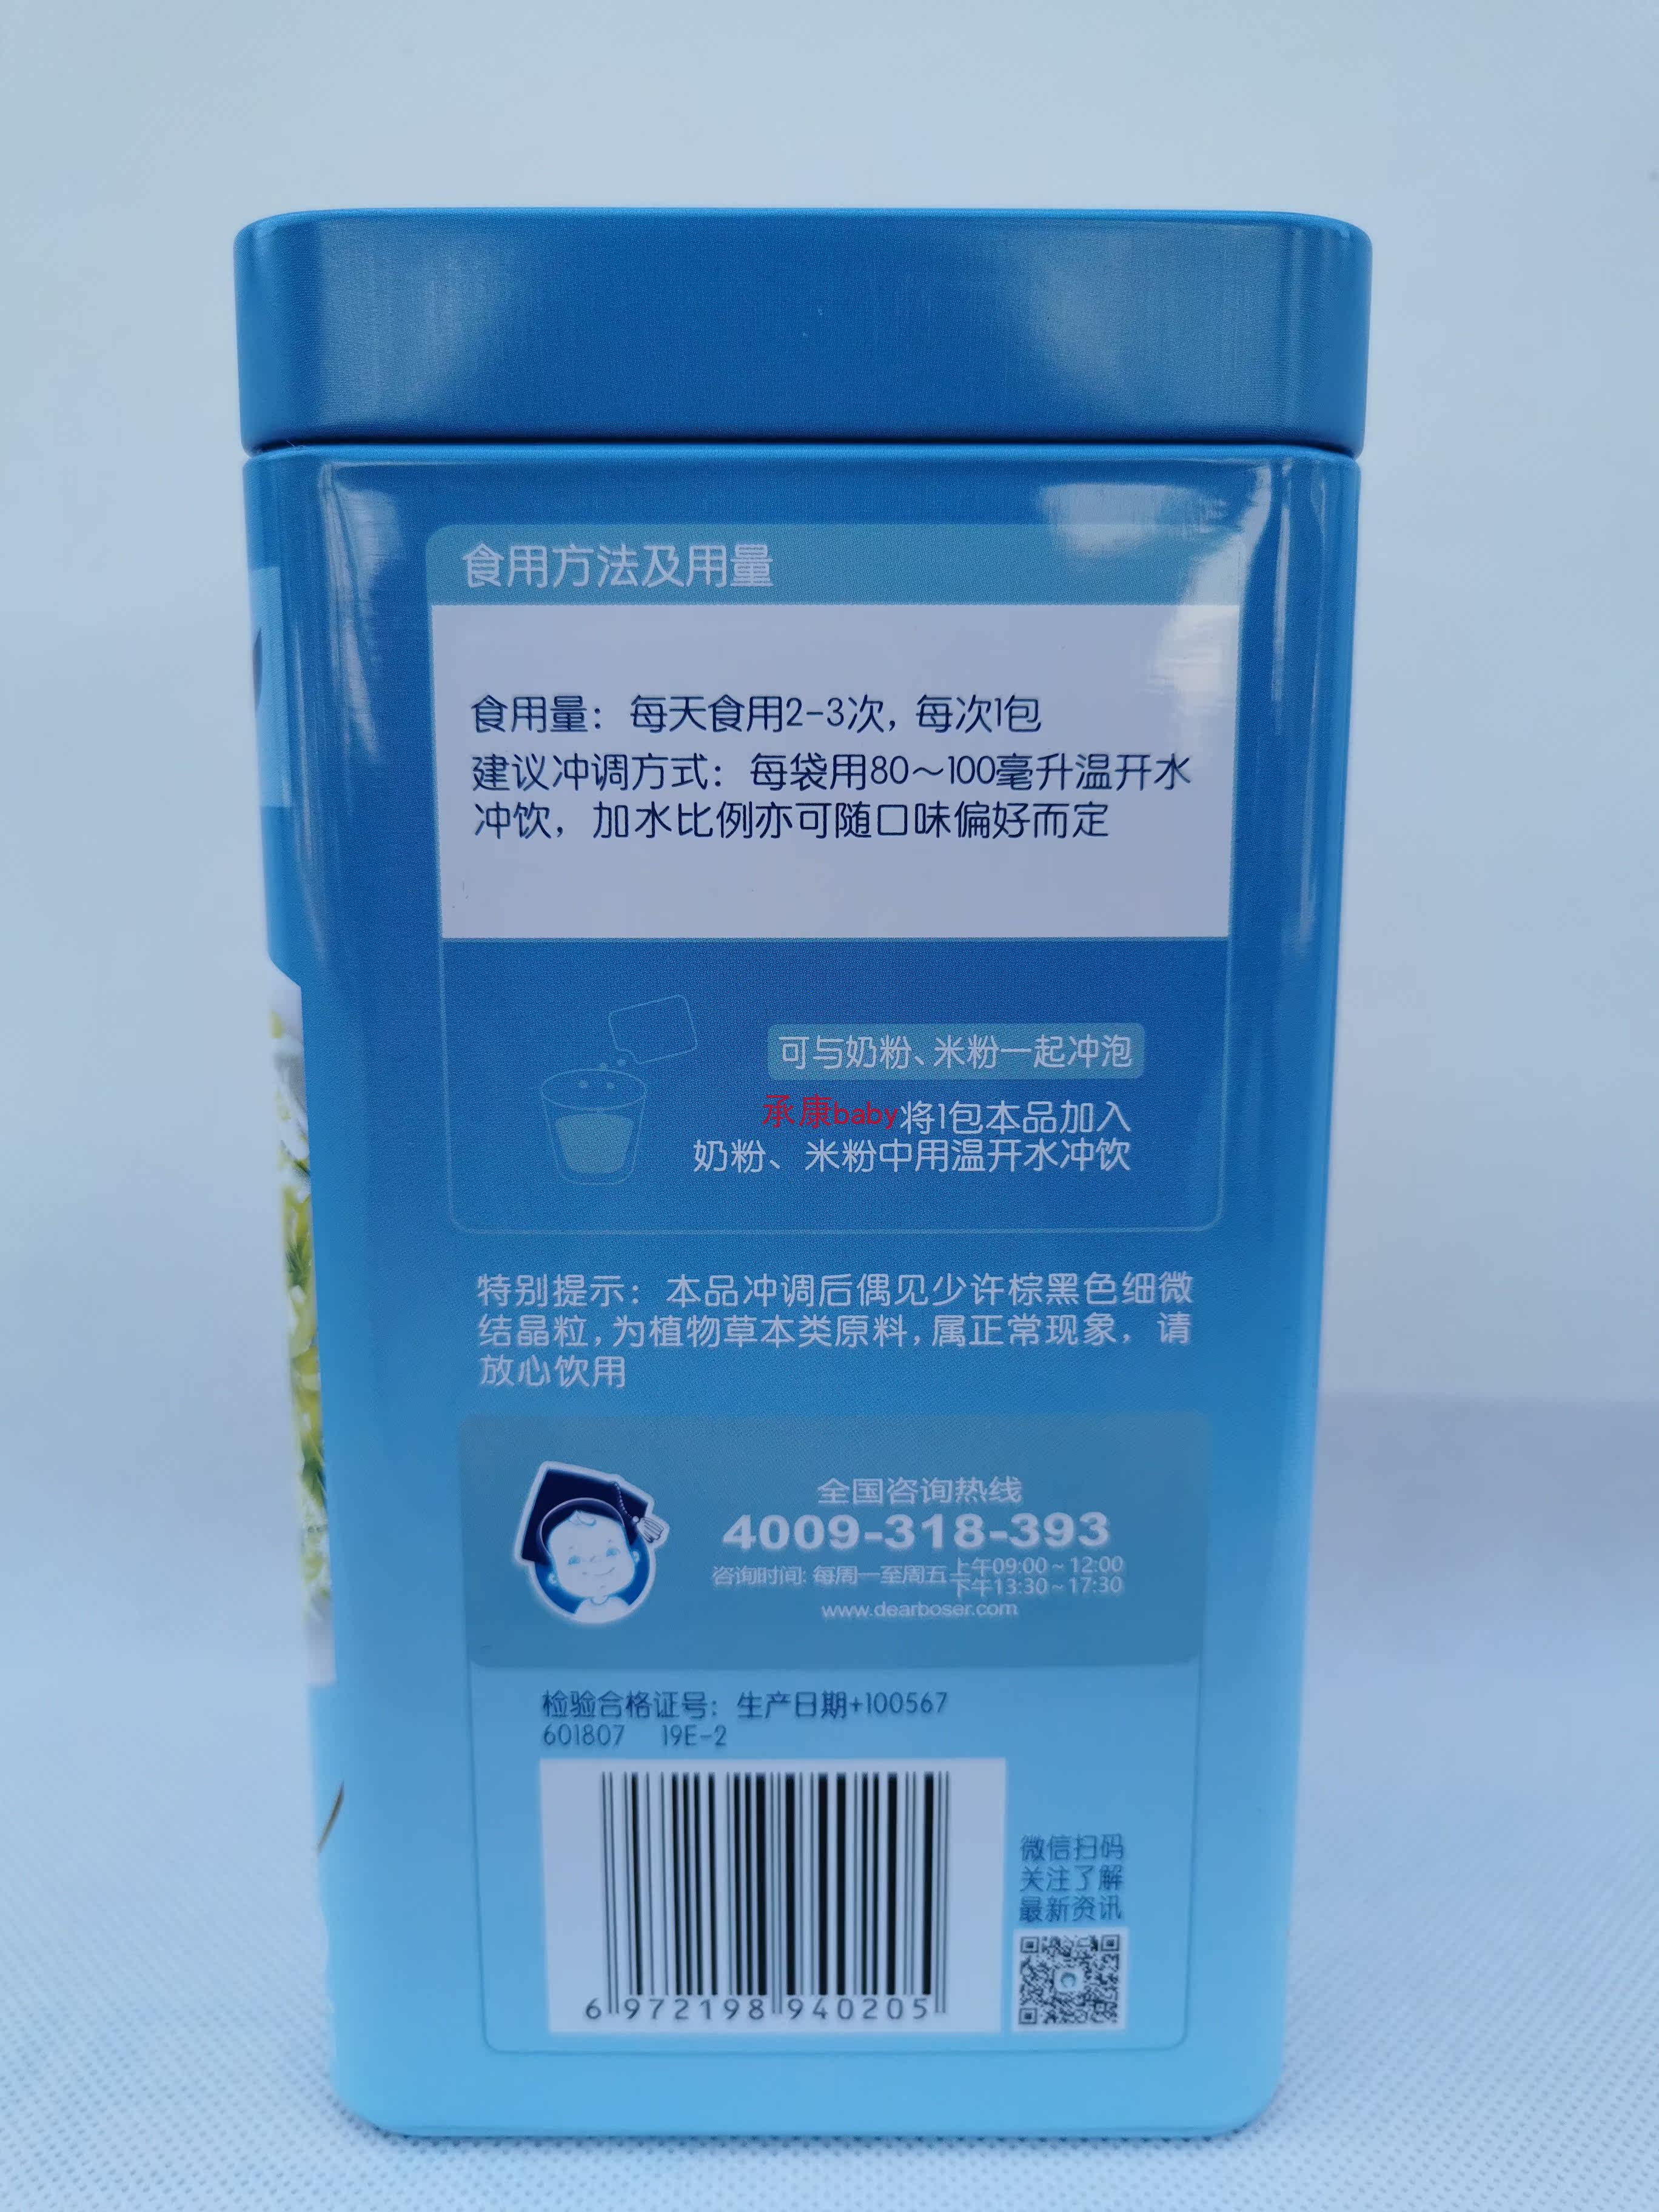 食用方法及用量
食用量：每天食用2-3次，每次1包
建议冲调方式：每袋用80～100毫升温开水
冲饮，加水比例亦可随口味偏好而定
可与奶粉、米粉一起冲泡
承康baby将1包本品加入
奶粉、米粉中用温开水冲饮
特别提示：本品冲调后偶见少许棕黑色细微
结晶粒，为植物草本类原料，属正常现象，请
放心饮用
全国咨询热线
4009-318-393
咨询时间：每周一至周五上午09:00~12:00
下午13:30~17:30
www.dearboser.com
检验合格证号：生产日期+100567
601807 19E-2
微信扫码
关注了解
最新资讯
6 972198 940205